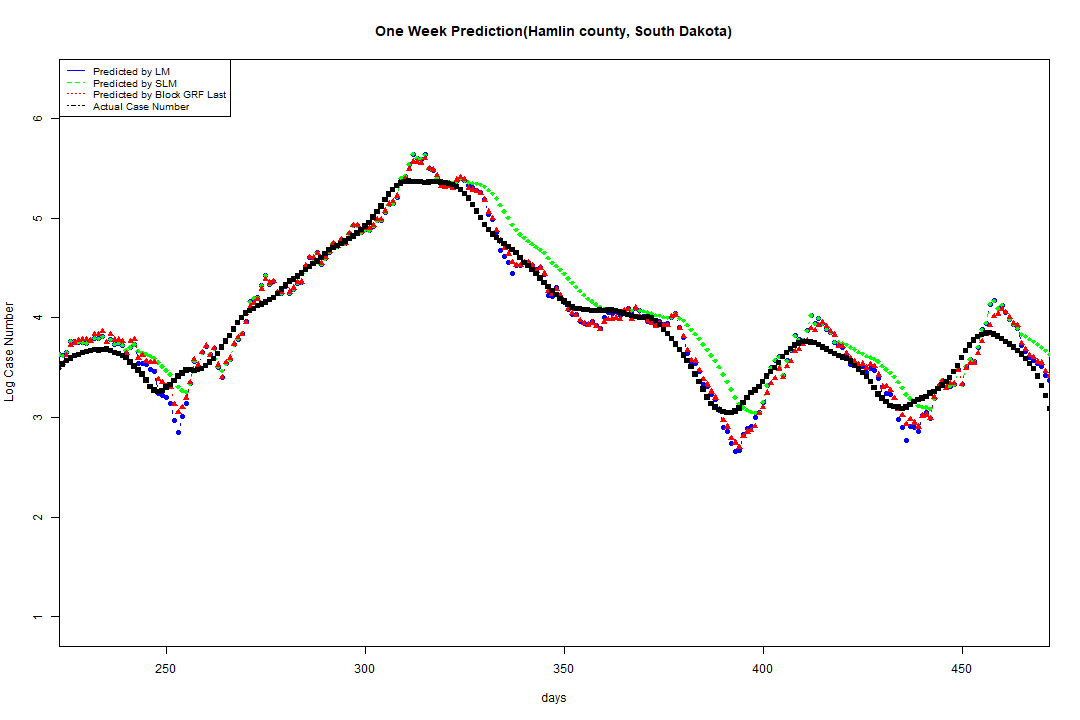 One Week Prediction(Hamlin county, South Dakota)
Predicted by LM
Predicted by SLM
Predicted by Block GRF Last
Actual Case Number
6
5
4
3
2
1
Log Case Number
250 300 350 400 450
days